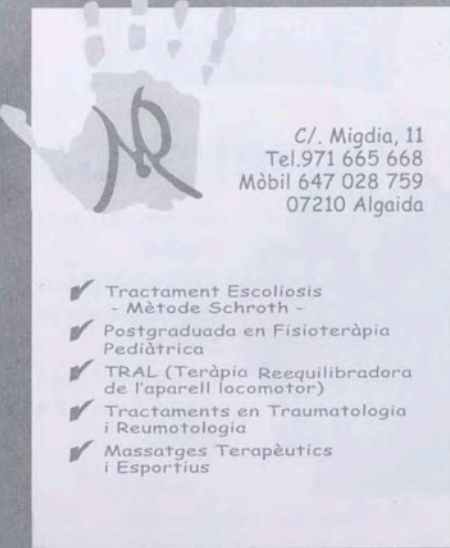 NR
C/. Migdia, 11
Tel.971 665 668
Mòbil 647 028 759
07210 Algaida
✔ Tractament Escoliosis
- Mètode Schroth -
✔ Postgraduada en Fisioteràpia
Pediàtrica
✔ TRAL (Teràpia Reequilibradora
de l'aparell locomotor)
✔ Tractaments en Traumatologia
i Reumotologia
✔ Massatges Terapèutics
i Esportius